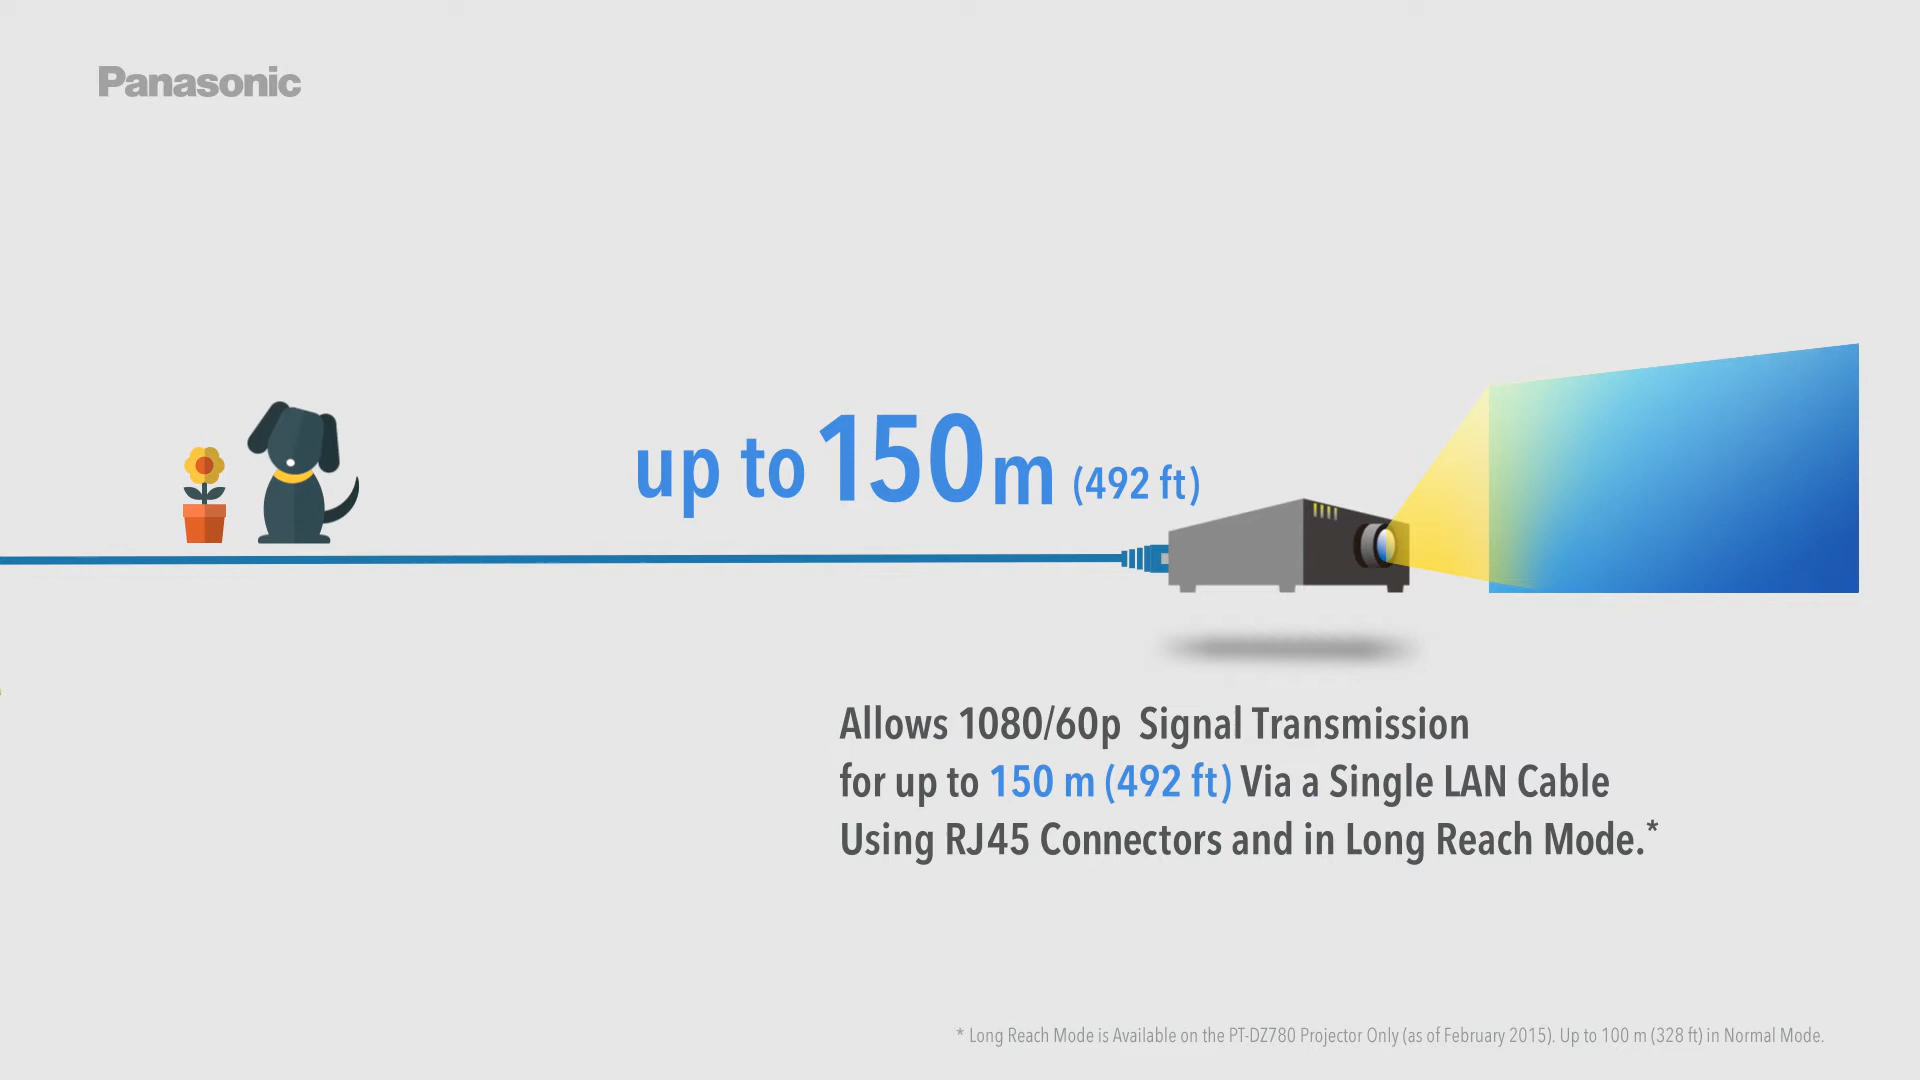 Panasonic
up to 150 m (492 ft)
Allows 1080/60p Signal Transmission
for up to 150 m (492 ft) Via a Single LAN Cable
Using RJ45 Connectors and in Long Reach Mode.*
* Long Reach Mode is Available on the PT-DZ780 Projector Only (as of February 2015). Up to 100 m (328 ft) in Normal Mode.